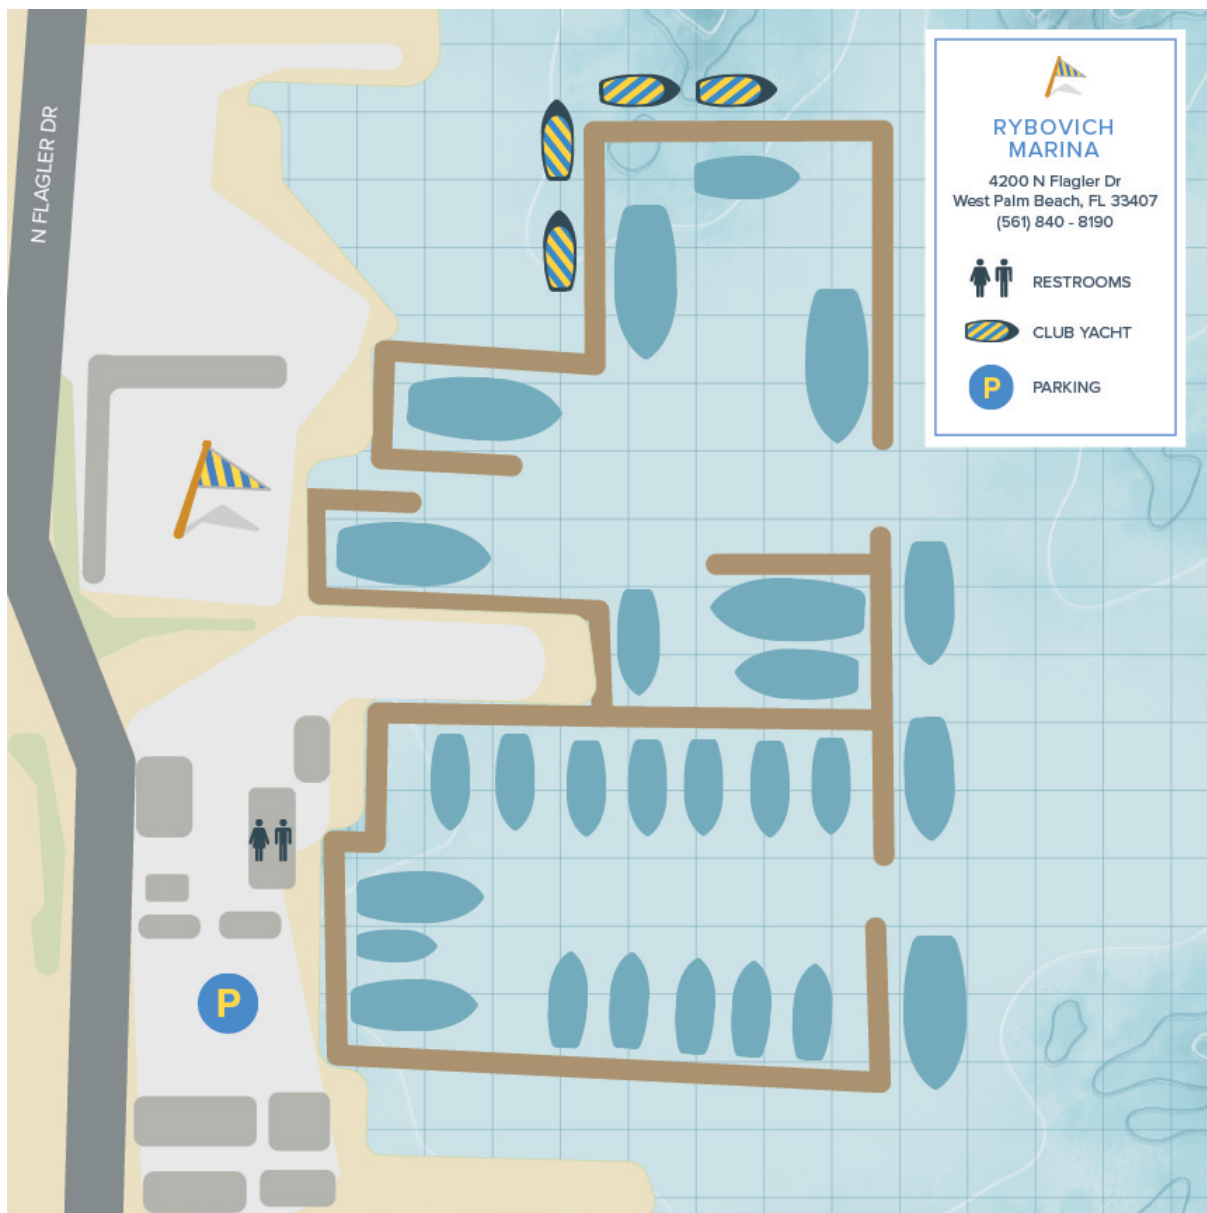 N FLAGLER DR
RYBOVICH
MARINA
4200 N Flagler Dr
West Palm Beach, FL 33407
(561) 840 - 8190
RESTROOMS
CLUB YACHT
P PARKING
P